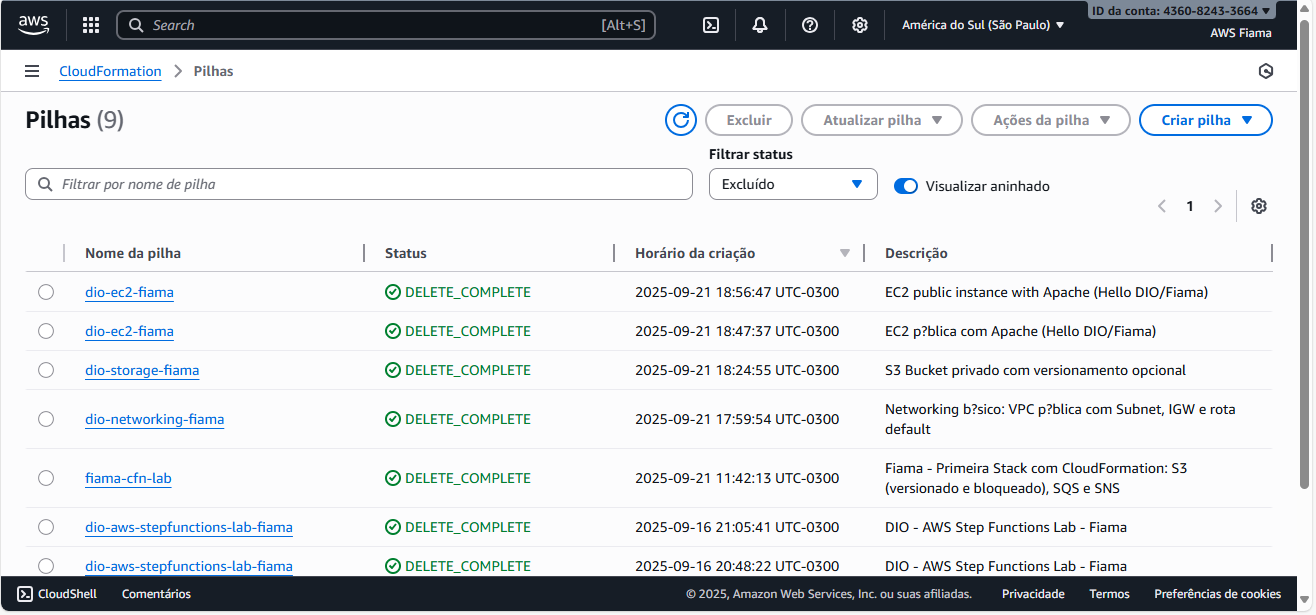 aws Search [Alt+S] América do Sul (São Paulo) ID da conta: 4360-8243-3664
AWS Fiama
CloudFormation Pilhas
Pilhas (9) Excluir Atualizar pilha Ações da pilha Criar pilha
Filtrar status
Filtrar por nome de pilha Excluído Visualizar aninhado
1
Nome da pilha Status Horário da criação Descrição
dio-ec2-fiama DELETE_COMPLETE 2025-09-21 18:56:47 UTC-0300 EC2 public instance with Apache (Hello DIO/Fiama)
dio-ec2-fiama DELETE_COMPLETE 2025-09-21 18:47:37 UTC-0300 EC2 p?blica com Apache (Hello DIO/Fiama)
dio-storage-fiama DELETE_COMPLETE 2025-09-21 18:24:55 UTC-0300 S3 Bucket privado com versionamento opcional
dio-networking-fiama DELETE_COMPLETE 2025-09-21 17:59:54 UTC-0300 Networking b?sico: VPC p?blica com Subnet, IGW e rota
default
fiama-cfn-lab DELETE_COMPLETE 2025-09-21 11:42:13 UTC-0300 Fiama - Primeira Stack com CloudFormation: S3
(versionado e bloqueado), SQS e SNS
dio-aws-stepfunctions-lab-fiama DELETE_COMPLETE 2025-09-16 21:05:41 UTC-0300 DIO - AWS Step Functions Lab - Fiama
dio-aws-stepfunctions-lab-fiama DELETE_COMPLETE 2025-09-16 20:48:22 UTC-0300 DIO - AWS Step Functions Lab - Fiama
CloudShell Comentários © 2025, Amazon Web Services, Inc. ou suas afiliadas. Privacidade Termos Preferências de cookies